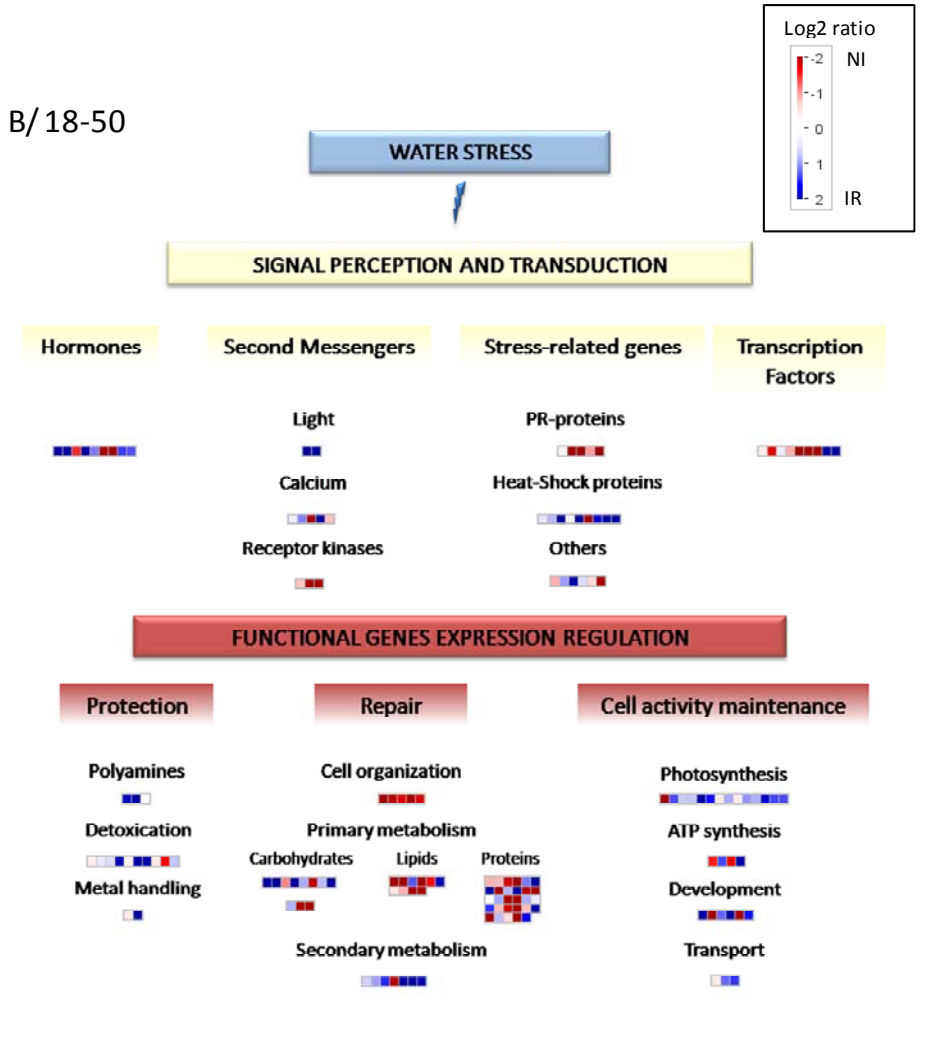 Log2 ratio
-2 NI
-1
0
1
2 IR
B/ 18-50
WATER STRESS
SIGNAL PERCEPTION AND TRANSDUCTION
Hormones
Second Messengers
Stress-related genes
Transcription
Factors
Light
PR-proteins
Calcium
Heat-Shock proteins
Receptor kinases
Others
FUNCTIONAL GENES EXPRESSION REGULATION
Protection
Repair
Cell activity maintenance
Polyamines
Cell organization
Photosynthesis
Detoxication
Primary metabolism
ATP synthesis
Carbohydrates
Lipids
Proteins
Metal handling
Development
Secondary metabolism
Transport